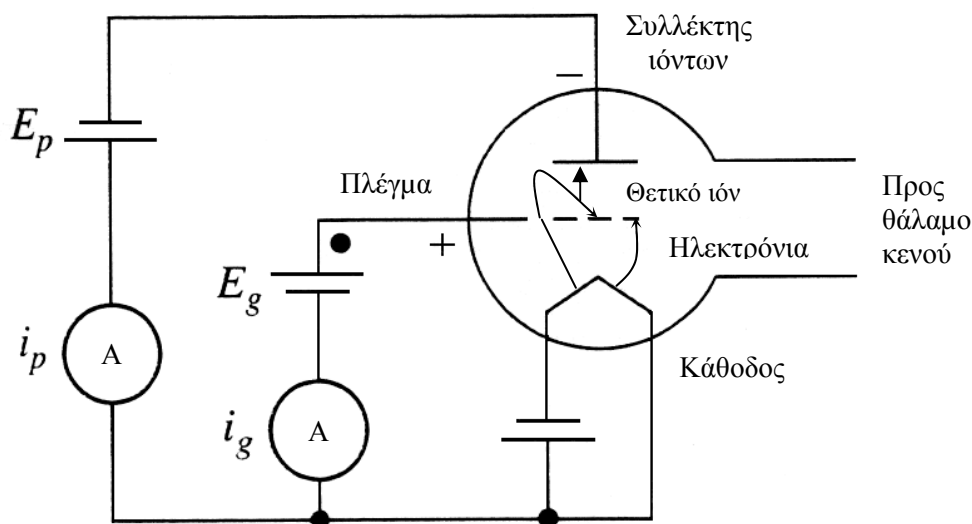 Συλλέκτης
ιόντων
−
E_p
Πλέγμα
Θετικό ιόν
Προς
θάλαμο
κενού
+
Ηλεκτρόνια
E_g
i_p
A
Κάθοδος
i_g
A